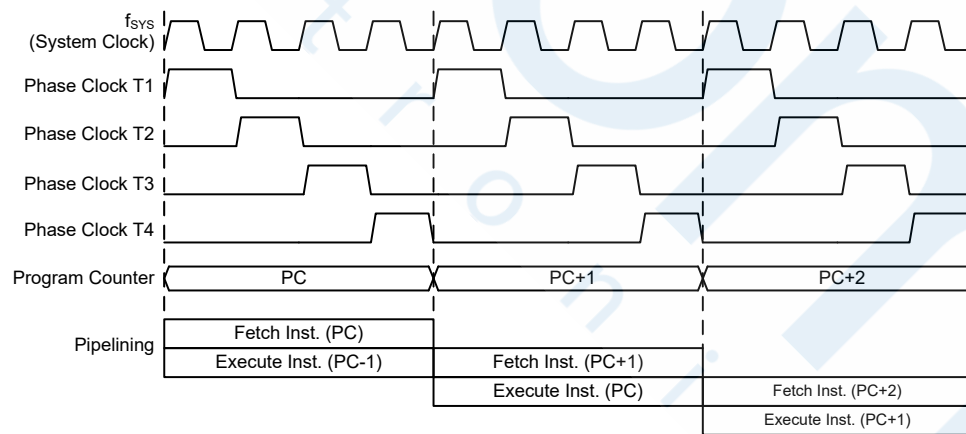 fSYS
(System Clock)
Phase Clock T1
Phase Clock T2
Phase Clock T3
Phase Clock T4
Program Counter PC PC+1 PC+2
Pipelining
Fetch Inst. (PC)
Execute Inst. (PC-1) Fetch Inst. (PC+1)
Execute Inst. (PC) Fetch Inst. (PC+2)
Execute Inst. (PC+1)